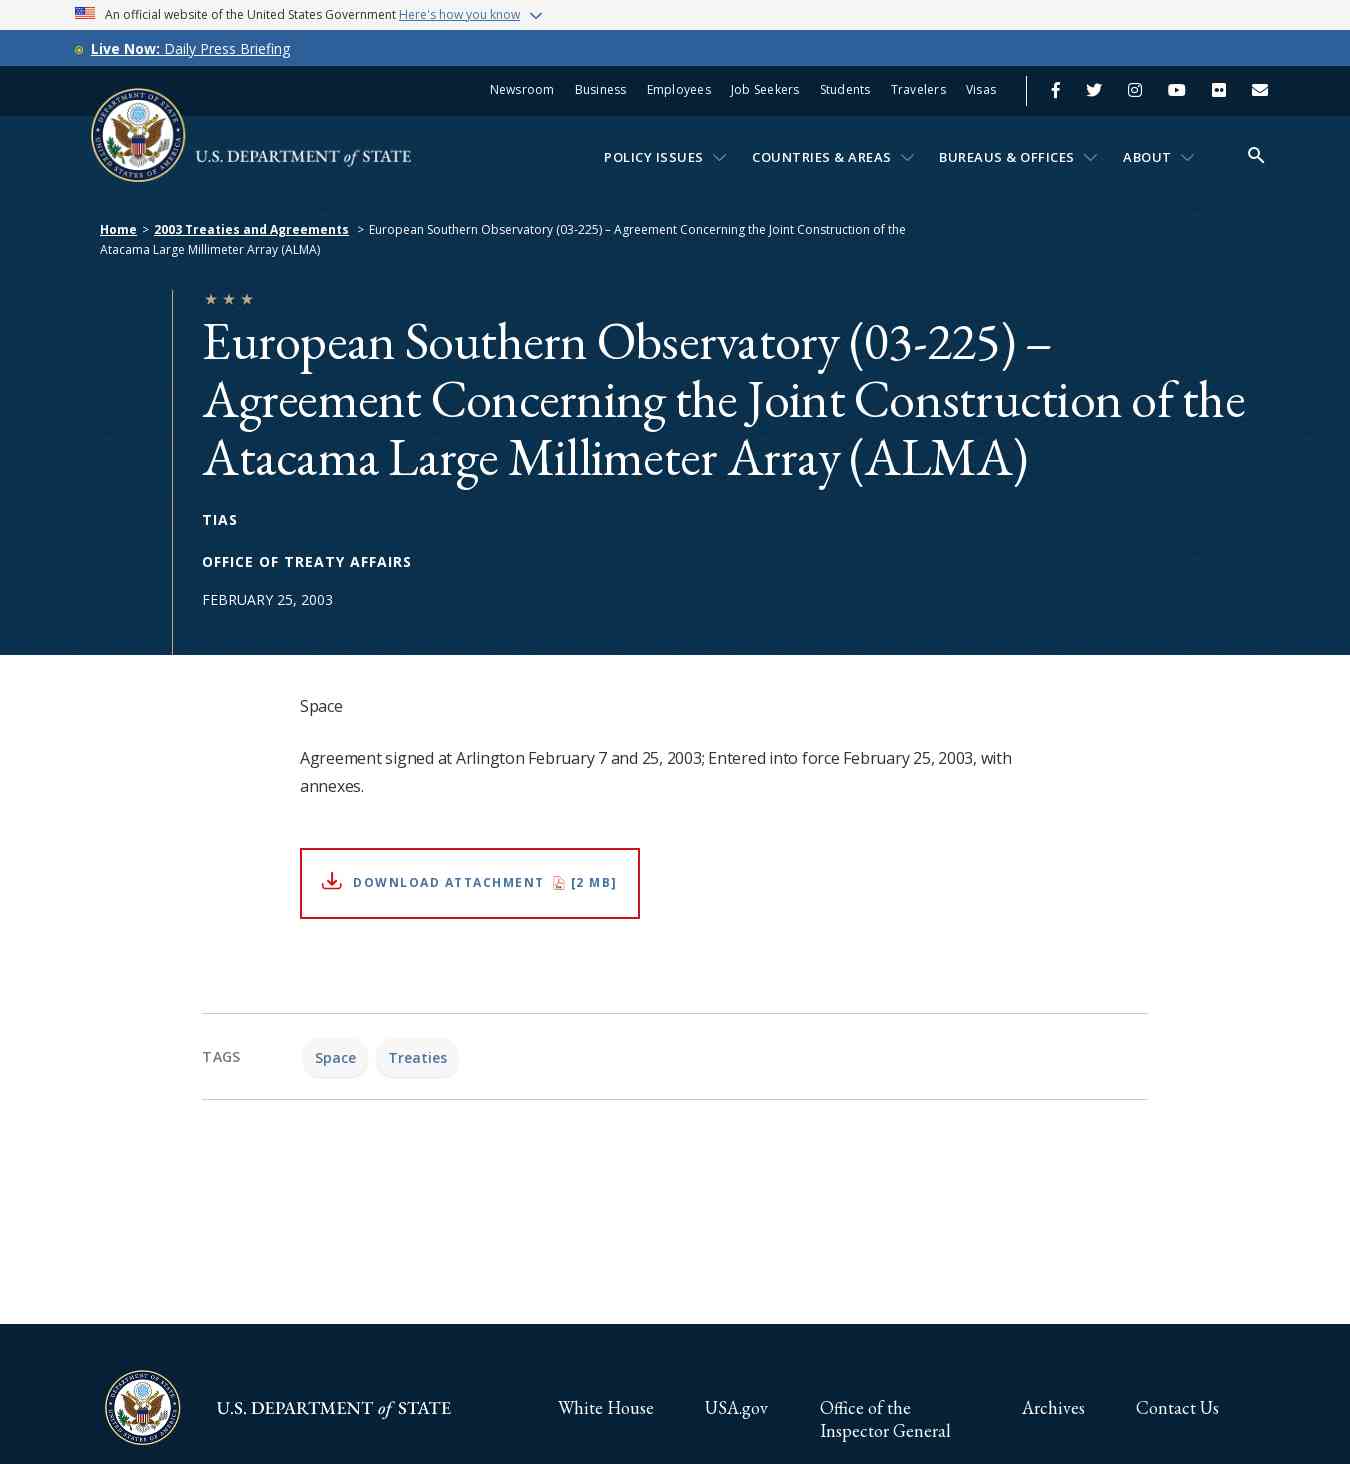 An official website of the United States Government Here's how you know
Live Now: Daily Press Briefing
Newsroom Business Employees Job Seekers Students Travelers Visas
U.S. DEPARTMENT of STATE
POLICY ISSUES COUNTRIES & AREAS BUREAUS & OFFICES ABOUT
Home > 2003 Treaties and Agreements > European Southern Observatory (03-225) – Agreement Concerning the Joint Construction of the
Atacama Large Millimeter Array (ALMA)
European Southern Observatory (03-225) –
Agreement Concerning the Joint Construction of the
Atacama Large Millimeter Array (ALMA)
TIAS
OFFICE OF TREATY AFFAIRS
FEBRUARY 25, 2003
Space
Agreement signed at Arlington February 7 and 25, 2003; Entered into force February 25, 2003, with
annexes.
DOWNLOAD ATTACHMENT [2 MB]
TAGS Space Treaties
U.S. DEPARTMENT of STATE
White House USA.gov Office of the
Inspector General
Archives Contact Us